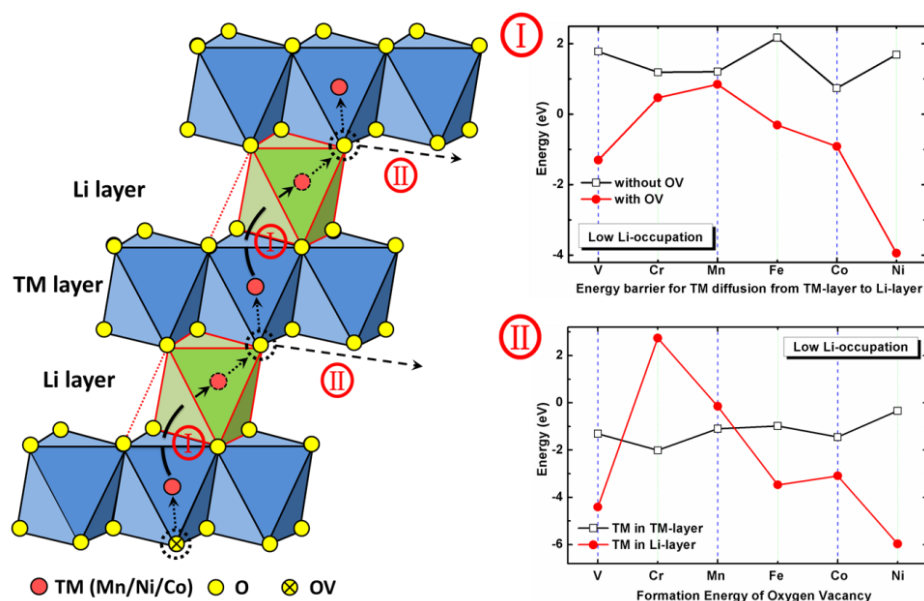 Li layer
TM layer
Li layer
Ⅱ
Ⅰ
Ⅱ
Ⅰ
TM (Mn/Ni/Co) O OV
Ⅰ
2
0
-2
-4
Energy (eV)
without OV
with OV
Low Li-occupation
V Cr Mn Fe Co Ni
Energy barrier for TM diffusion from TM-layer to Li-layer
Ⅱ
2
0
-2
-4
-6
Energy (eV)
Low Li-occupation
TM in TM-layer
TM in Li-layer
V Cr Mn Fe Co Ni
Formation Energy of Oxygen Vacancy